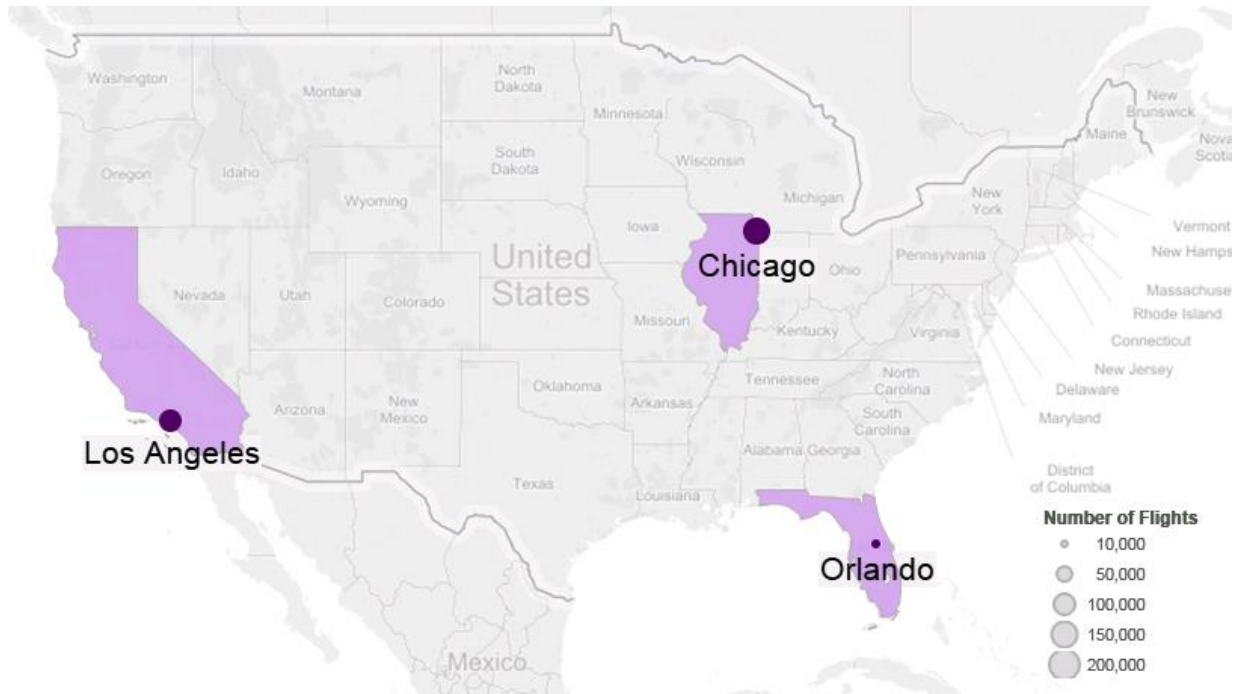 Washington
Montana
North
Dakota
Minnesota
New
Brunswick
Maine
Nova
Scotia
Oregon
Idaho
South
Dakota
Wisconsin
Michigan
Wyoming
New
York
Vermont
Iowa
New Hamps
Nevada
Utah
Colorado
United
States
Chicago
Ohio
Pennsylvania
Massachuse
Rhode Island
Connecticut
Missouri
Kentucky
Virginia
New Jersey
Delaware
Maryland
Arizona
New
Mexico
Oklahoma
Arkansas
Tennessee
North
Carolina
South
Carolina
Los Angeles
Texas
Louisiana
Alabama
Georgia
District
of Columbia
Orlando
Mexico
Number of Flights
10,000
50,000
100,000
150,000
200,000